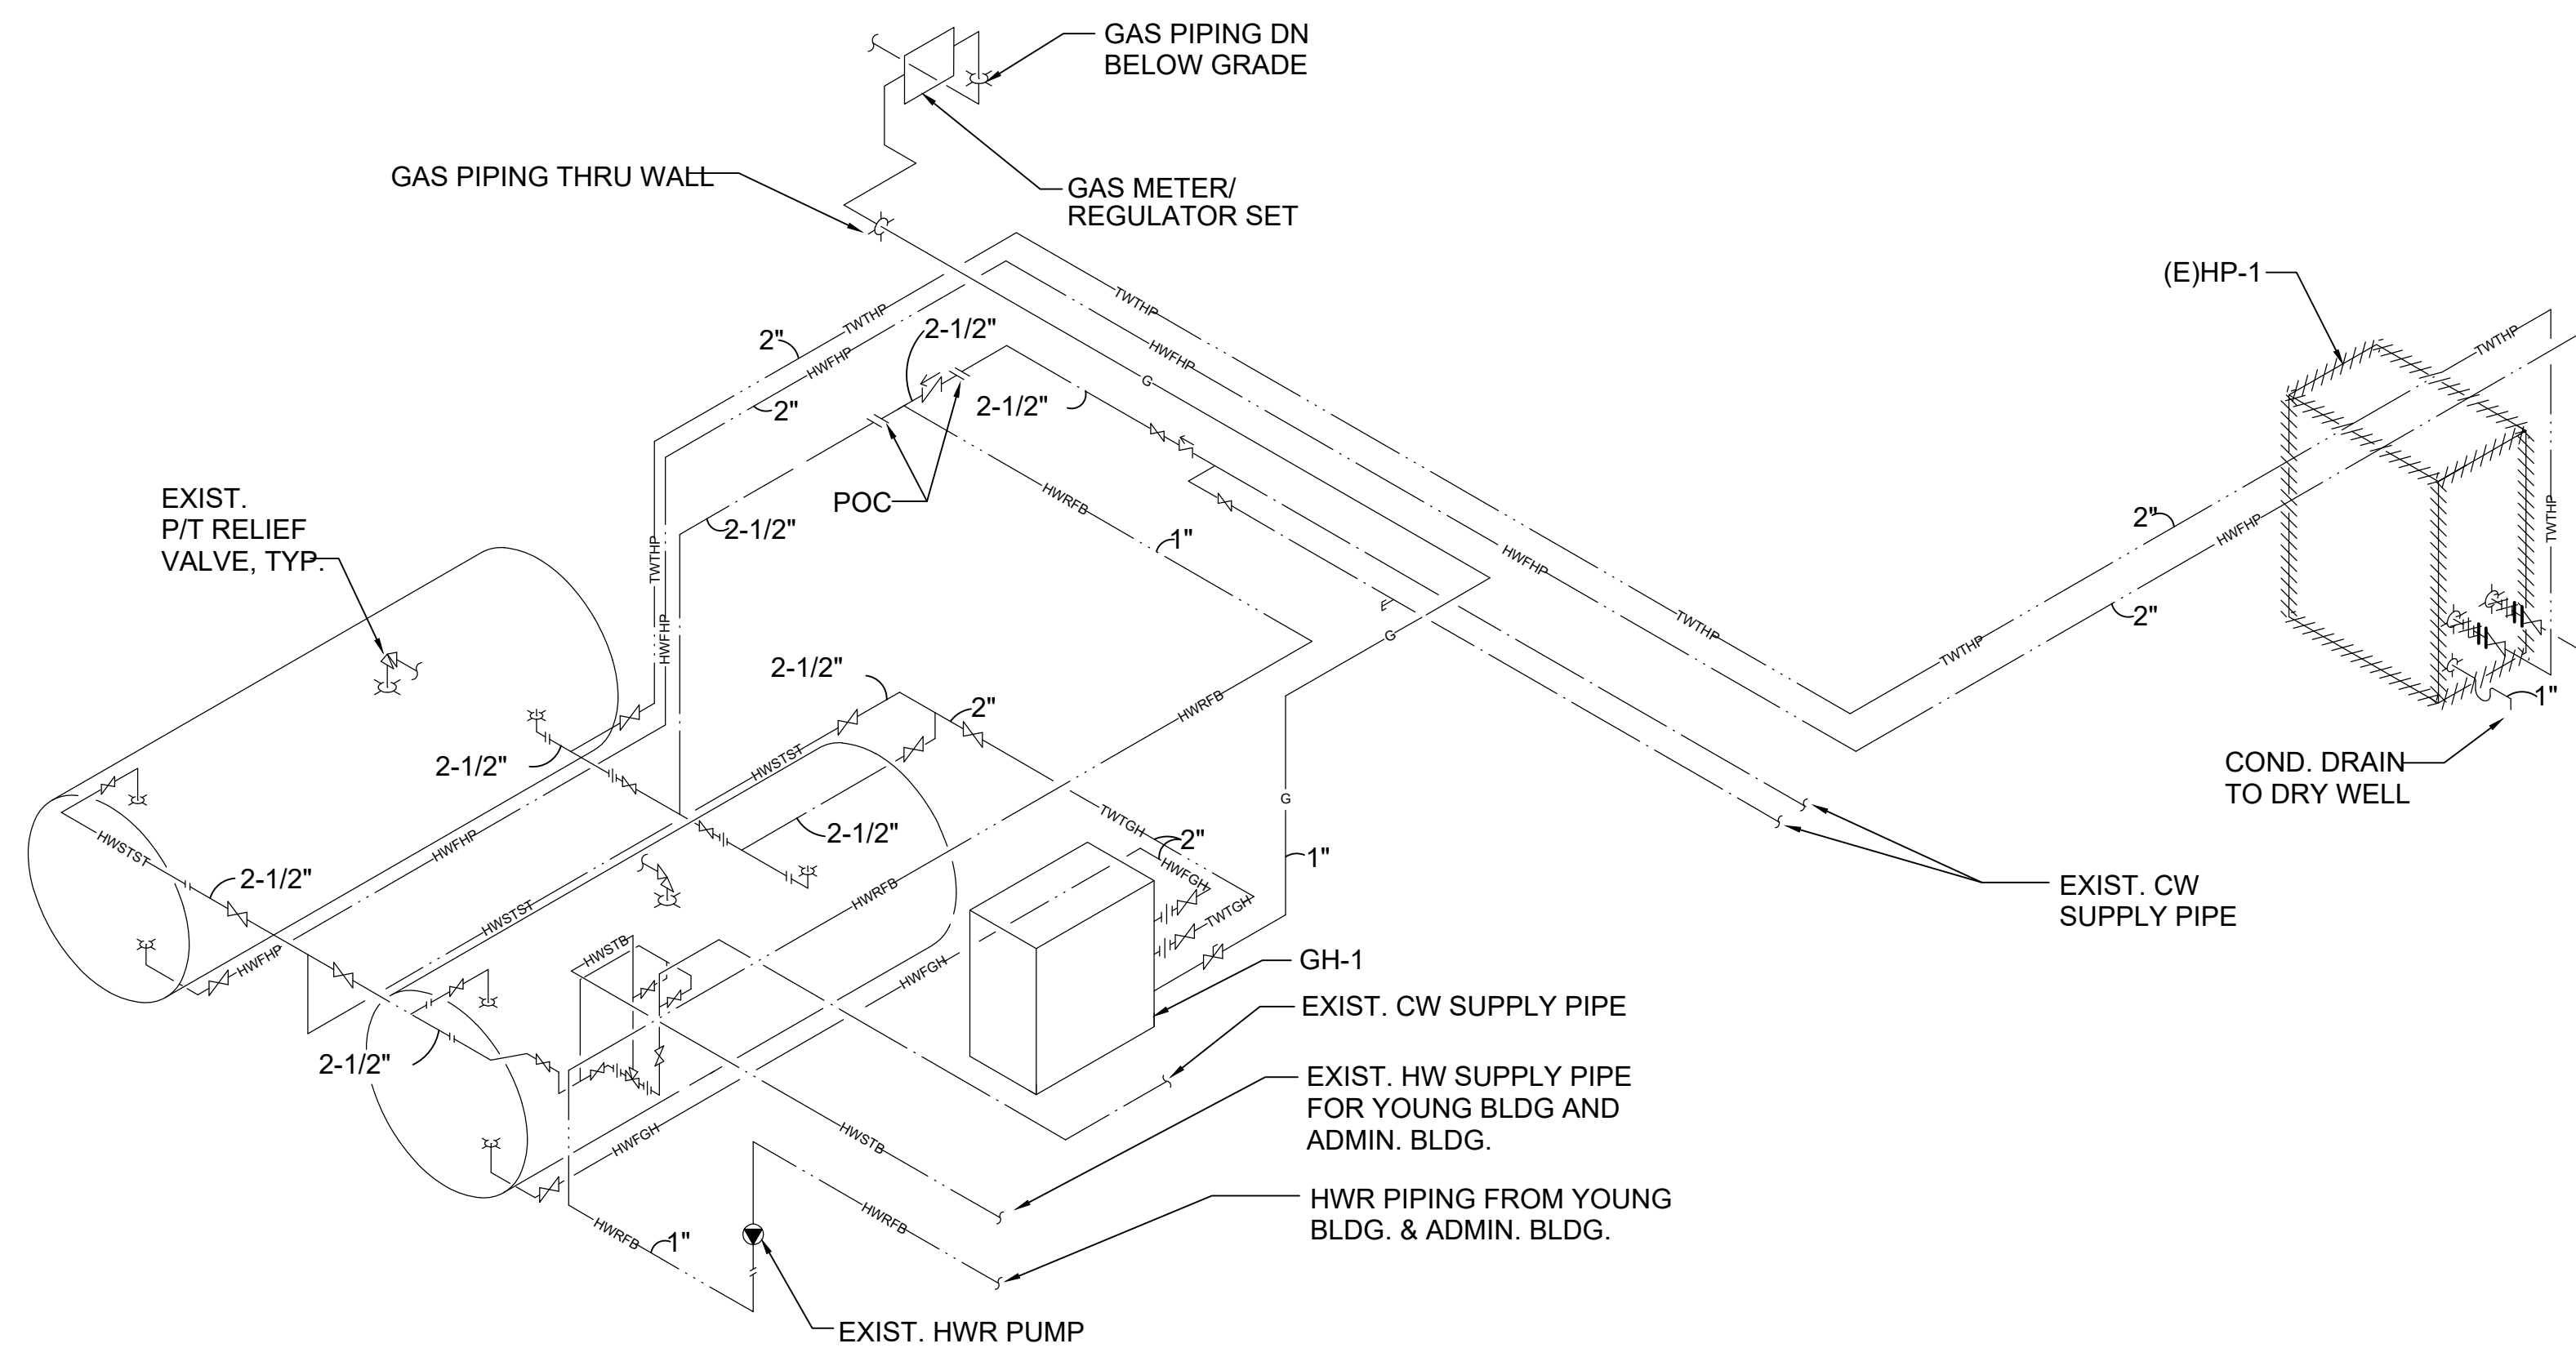 GAS PIPING DN
BELOW GRADE
GAS PIPING THRU WALL
GAS METER/
REGULATOR SET
(E)HP-1
TWTHP
TWTHP
2"
HWFHP
2-1/2"
TWTHP
HWFHP
G
2"
2-1/2"
EXIST.
P/T RELIEF
VALVE, TYP.
POC
2-1/2"
HWRFB
1"
TWTHP
HWFHP
HWFHP
TWTHP
TWTHP
2"
HWFHP
2"
TWTHP
G
1"
COND. DRAIN
TO DRY WELL
2-1/2"
2"
HWRFB
2-1/2"
HWSTST
G
HWSTST
HWFHP
2-1/2"
TWTGH
2"
HWFGH
1"
2-1/2"
HWRFB
TWTGH
EXIST. CW
SUPPLY PIPE
HWSTST
HWFHP
HWSTB
HWFGH
GH-1
EXIST. CW SUPPLY PIPE
2-1/2"
EXIST. HW SUPPLY PIPE
FOR YOUNG BLDG AND
ADMIN. BLDG.
HWFGH
HWSTB
HWR PIPING FROM YOUNG
BLDG. & ADMIN. BLDG.
HWRFB
1"
HWRFB
EXIST. HWR PUMP